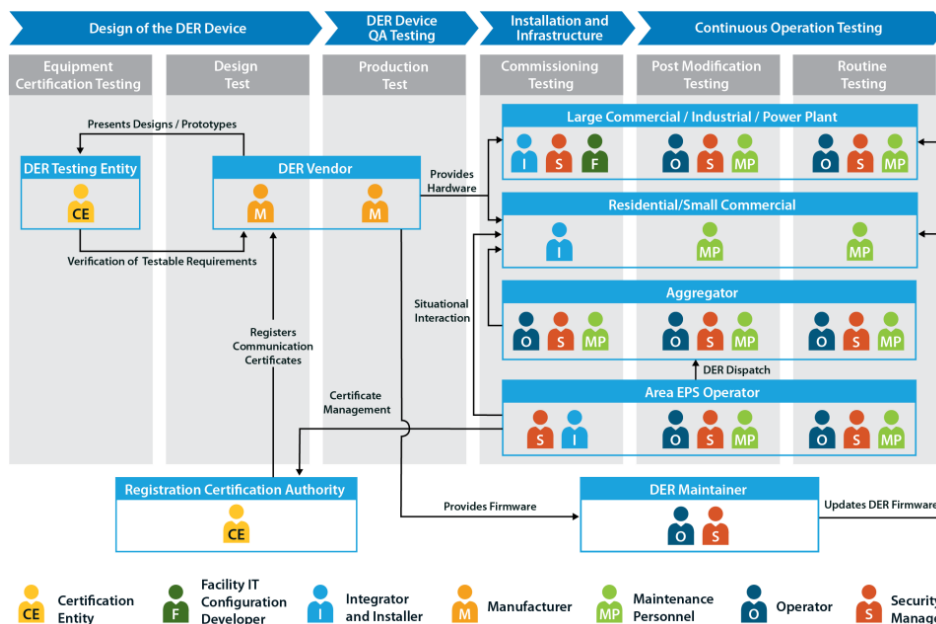 Design of the DER Device
DER Device
QA Testing
Installation and
Infrastructure
Continuous Operation Testing
Equipment
Certification Testing
Design
Test
Production
Test
Commissioning
Testing
Post Modification
Testing
Routine
Testing
Presents Designs / Prototypes
DER Testing Entity
CE
DER Vendor
M
M
Verification of Testable Requirements
Provides
Hardware
Large Commercial / Industrial / Power Plant
I S F O S MP O S MP
Residential/Small Commercial
I MP MP
Situational
Interaction
Aggregator
O S MP O S MP O S MP
DER Dispatch
Registers
Communication
Certificates
Certificate
Management
Area EPS Operator
S I O S MP O S MP
Registration Certification Authority
CE
Provides Firmware
DER Maintainer
O S
Updates DER Firmware
CE
Certification
Entity
F
Facility IT
Configuration
Developer
I
Integrator
and Installer
M
Manufacturer
MP
Maintenance
Personnel
O
Operator
S
Security
Manage